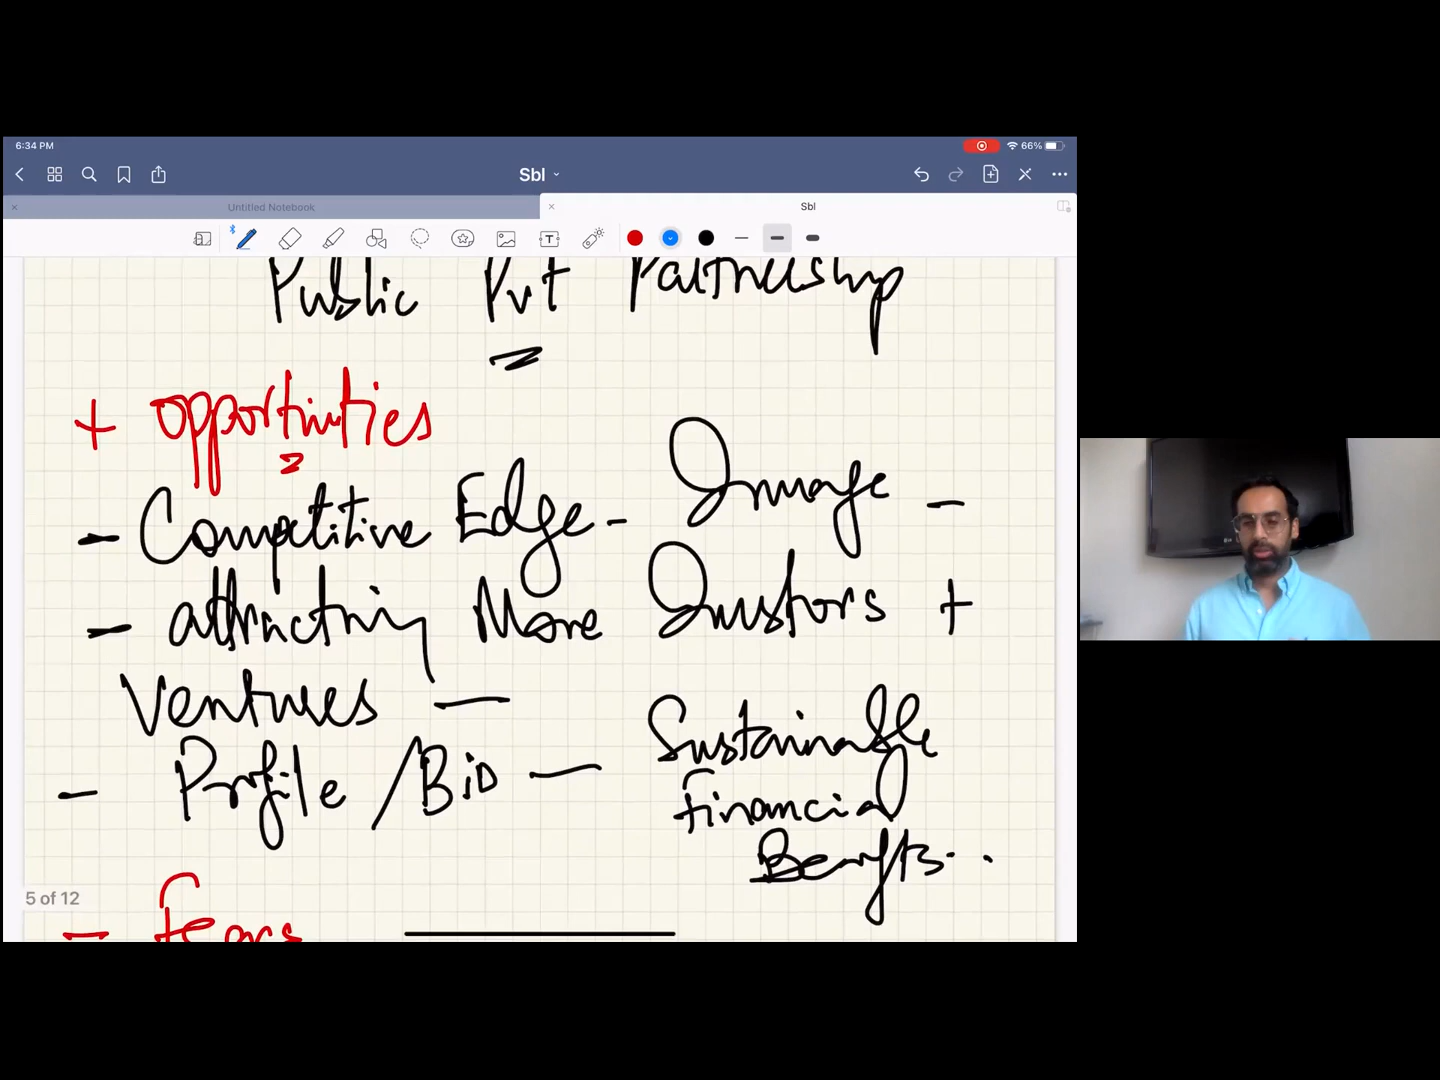 6:34 PM
66%
Sbl
Untitled Notebook
Sbl
Public Pvt Partnership
+ opportunities
- Competitive Edge - Image -
- attracting More Investors +
Ventures —
- Profile / Bio — Sustainable
financial
Benefits..
5 of 12
- fears